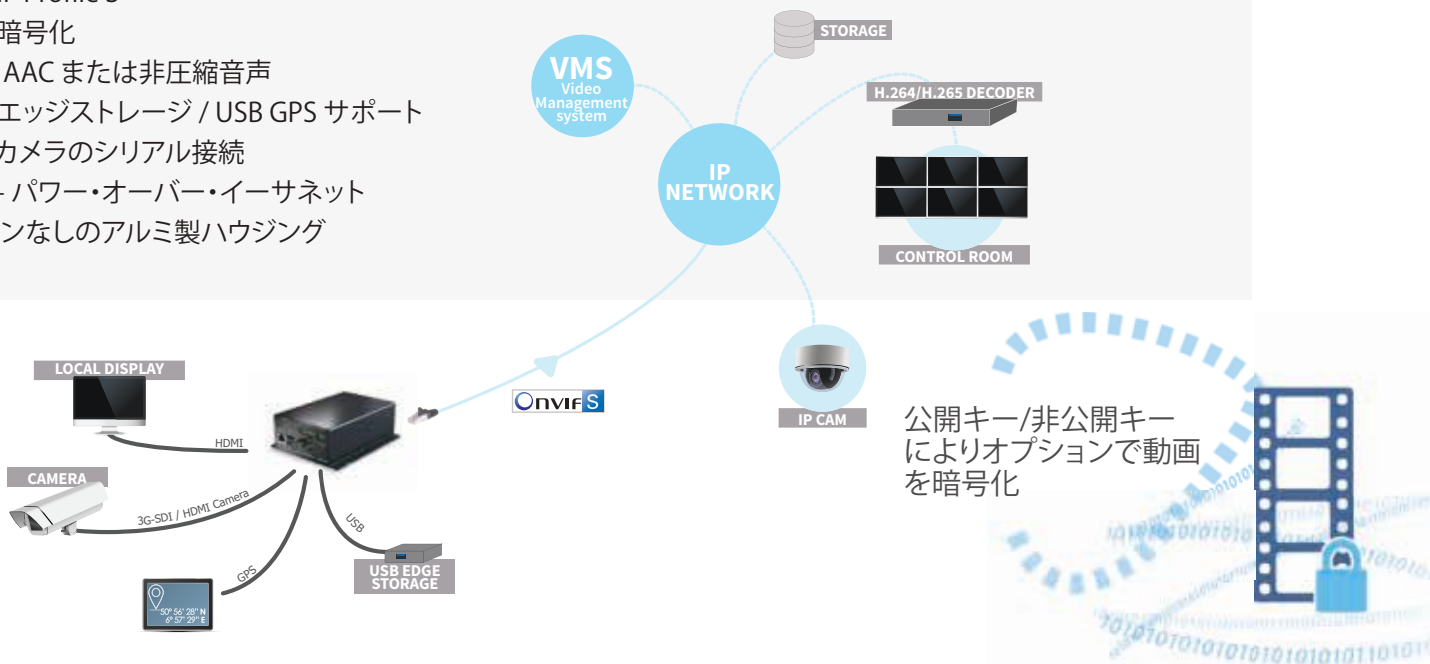 暗号化
AAC または非圧縮音声
エッジストレージ / USB GPS サポート
カメラのシリアル接続
パワー・オーバー・イーサネット
ンなしのアルミ製ハウジング
STORAGE
VMS
Video
Management
system
H.264/H.265 DECODER
IP
NETWORK
CONTROL ROOM
LOCAL DISPLAY
HDMI
ONVIF S
IP CAM
CAMERA
3G-SDI / HDMI Camera
USB
GPS
USB EDGE
STORAGE
50° 56' 28" N
6° 57' 29" E
公開キー/非公開キー
によりオプションで動画
を暗号化